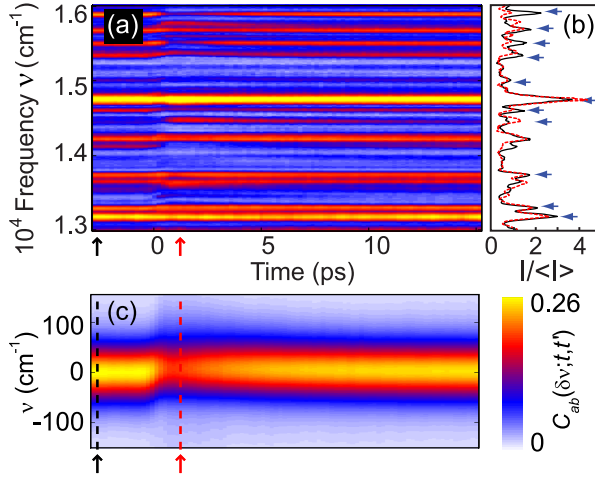 (a)
(b)
10⁴ Frequency ν (cm⁻¹)
1.6
1.5
1.4
1.3
0 5 10
Time (ps)
0 2 4
I/<I>
(c)
ν (cm⁻¹)
100
0
-100
0.26
0
C_ab(δν;t,t')